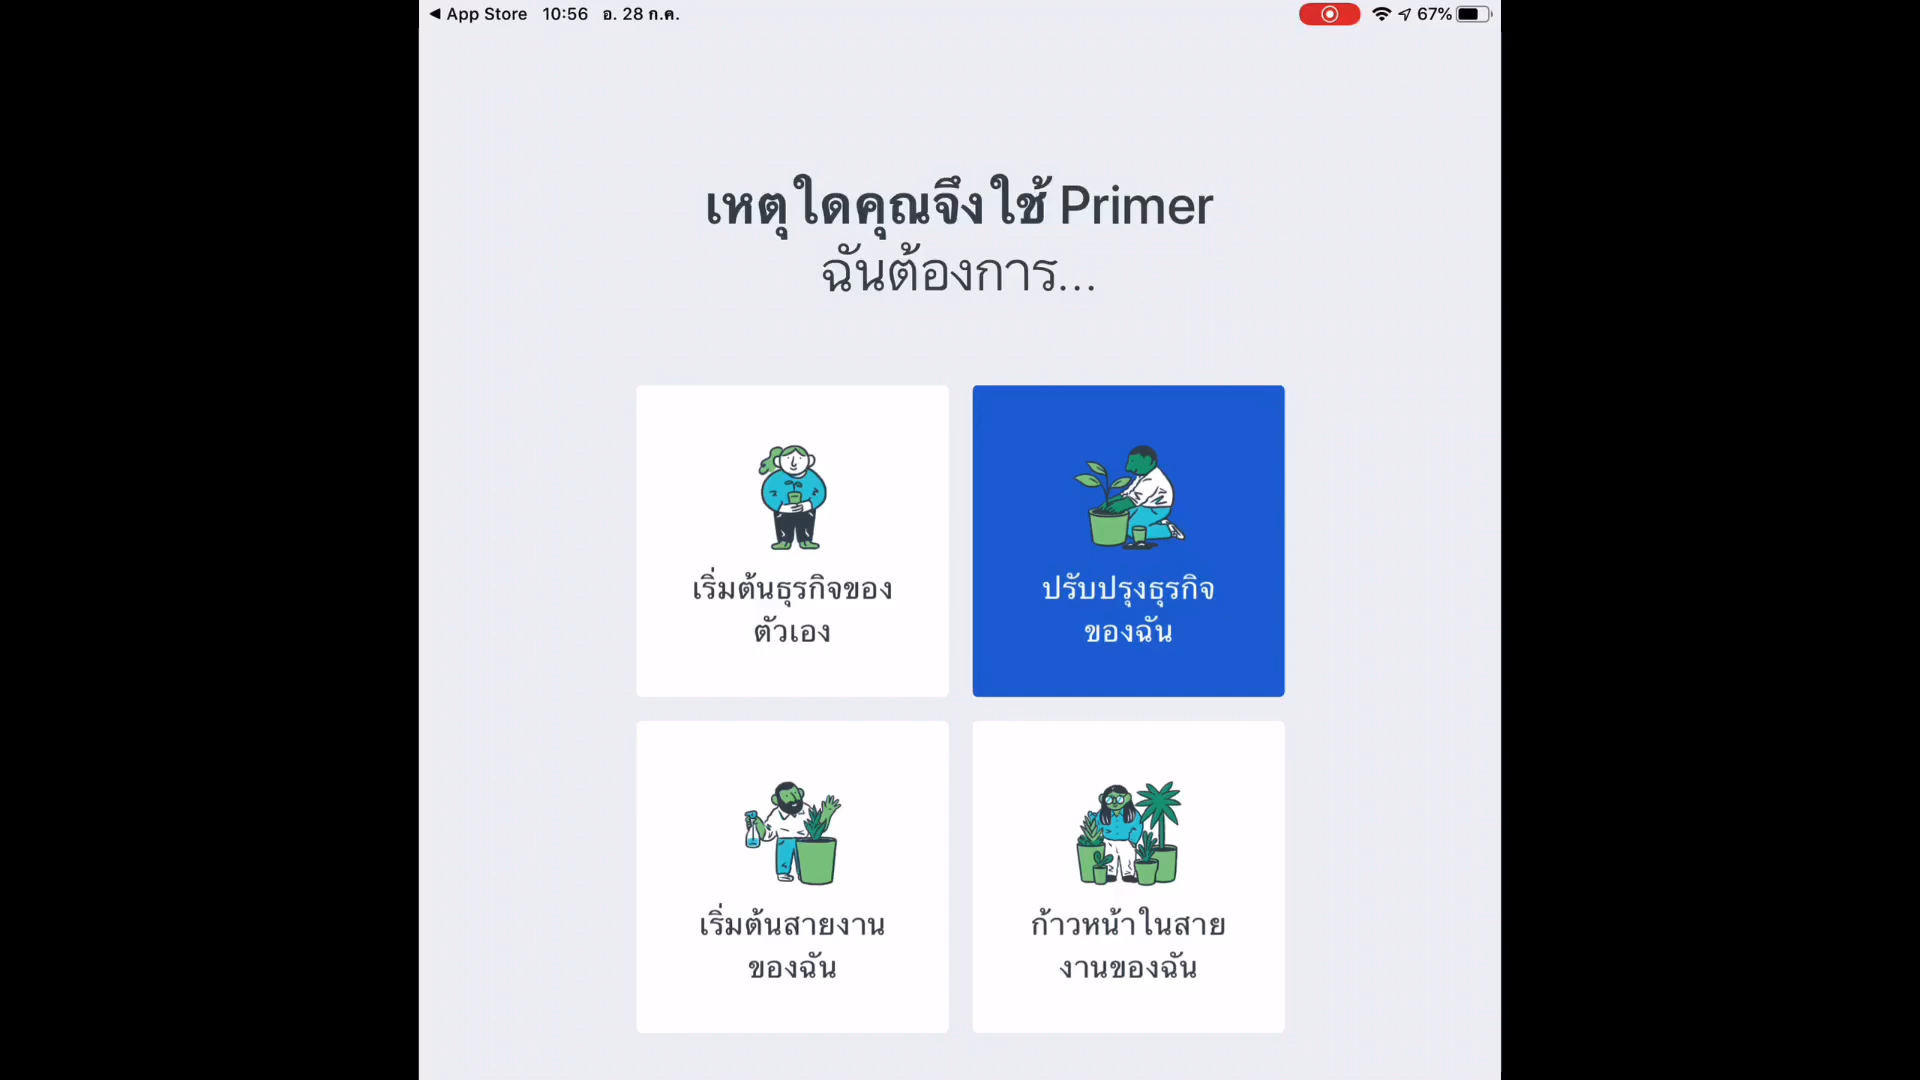 ◀ App Store 10:56 อ. 28 ก.ค. 67%
เหตุใดคุณจึงใช้ Primer
ฉันต้องการ...
เริ่มต้นธุรกิจของ
ตัวเอง
ปรับปรุงธุรกิจ
ของฉัน
เริ่มต้นสายงาน
ของฉัน
ก้าวหน้าในสาย
งานของฉัน